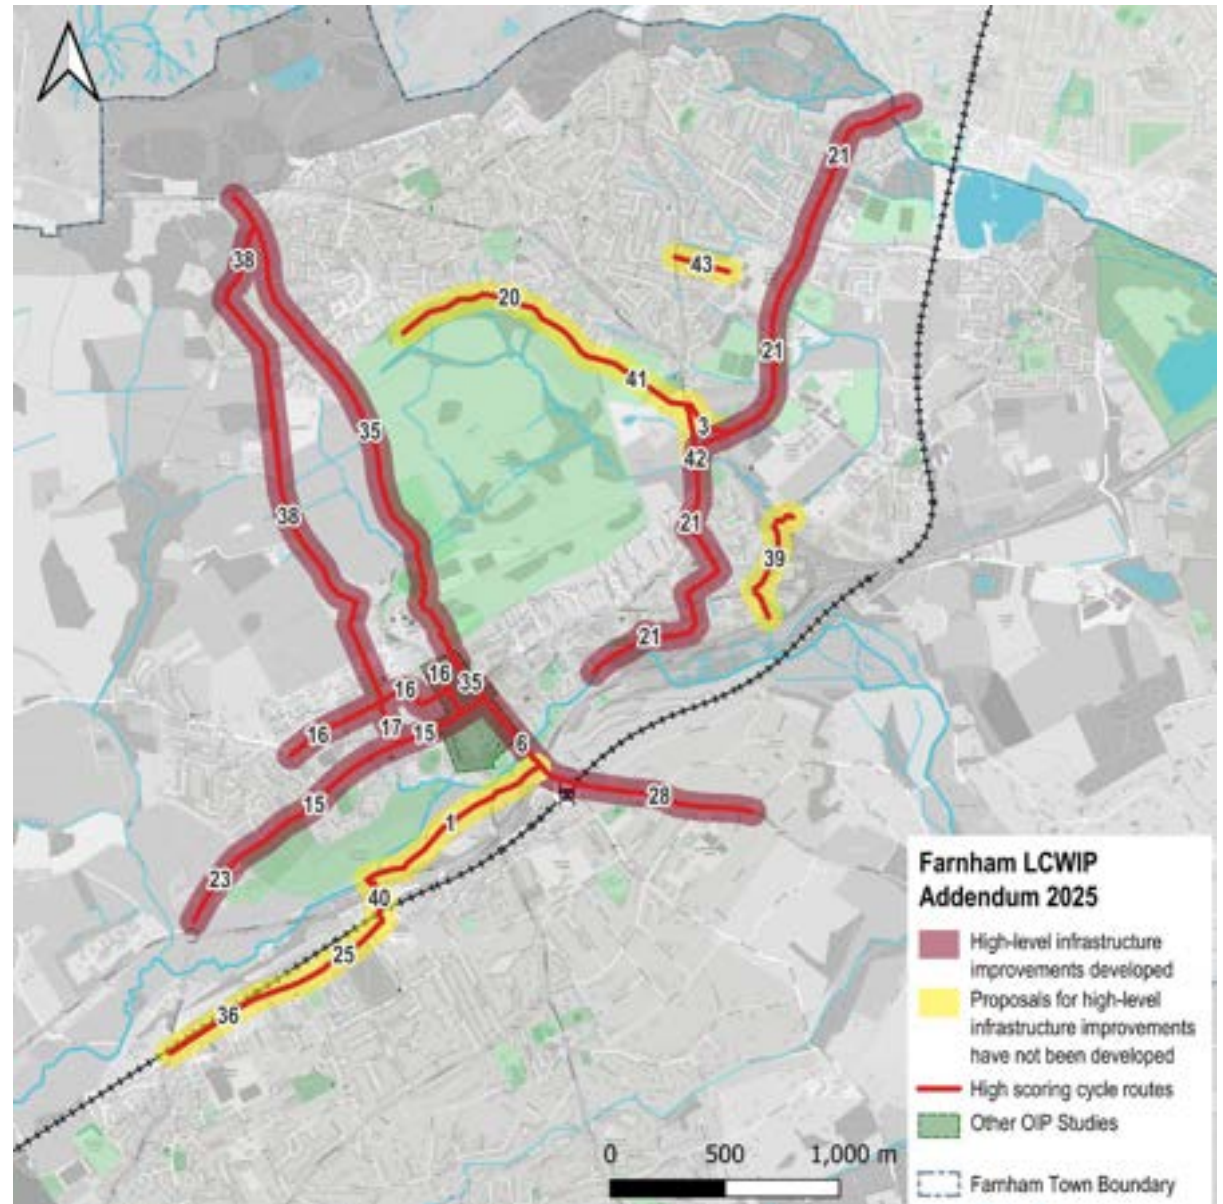 21
38
43
20
21
41
35
3
42
38
21
39
21
16
35
16
16
17
15
6
28
15
1
23
40
25
36
Farnham LCWIP
Addendum 2025
High-level infrastructure
improvements developed
Proposals for high-level
infrastructure improvements
have not been developed
High scoring cycle routes
Other OIP Studies
Farnham Town Boundary
0 500 1,000 m